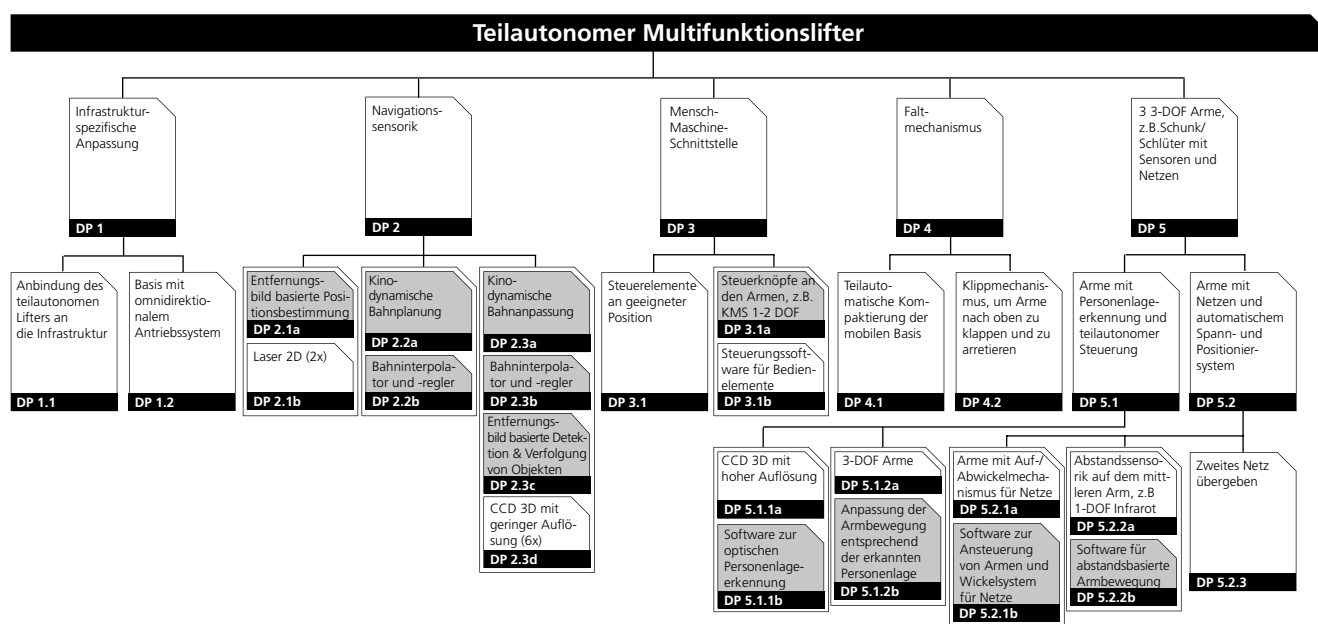 Teilautonomer Multifunktionslifter
Infrastruktur-
spezifische
Anpassung
DP 1
Navigations-
sensorik
DP 2
Mensch-
Maschine-
Schnittstelle
DP 3
Falt-
mechanismus
DP 4
3 3-DOF Arme,
z.B.Schunk/
Schlüter mit
Sensoren und
Netzen
DP 5
Anbindung des
teilautonomen
Lifters an
die Infrastruktur
DP 1.1
Basis mit
omnidirektio-
nalem
Antriebssystem
DP 1.2
Entfernungs-
bild basierte Posi-
tionsbestimmung
DP 2.1a
Laser 2D (2x)
DP 2.1b
Kino-
dynamische
Bahnplanung
DP 2.2a
Bahninterpola-
tor und -regler
DP 2.2b
Kino-
dynamische
Bahnanpassung
DP 2.3a
Bahninterpola-
tor und -regler
DP 2.3b
Entfernungs-
bild basierte Detek-
tion & Verfolgung
von Objekten
DP 2.3c
CCD 3D mit
geringer Auflö-
sung (6x)
DP 2.3d
Steuerelemente
an geeigneter
Position
DP 3.1
Steuerknöpfe an
den Armen, z.B.
KMS 1-2 DOF
DP 3.1a
Steuerungssoft-
ware für Bedien-
elemente
DP 3.1b
Teilauto-
matische Kom-
paktierung der
mobilen Basis
DP 4.1
Klippmechanis-
mus, um Arme
nach oben zu
klappen und zu
arretieren
DP 4.2
Arme mit
Personenlage-
erkennung und
teilautonomer
Steuerung
DP 5.1
Arme mit
Netzen und
automatischem
Spann- und
Positionier-
system
DP 5.2
CCD 3D mit
hoher Auflösung
DP 5.1.1a
Software zur
optischen
Personenlage-
erkennung
DP 5.1.1b
3-DOF Arme
DP 5.1.2a
Anpassung der
Armbewegung
entsprechend
der erkannten
Personenlage
DP 5.1.2b
Arme mit Auf-/
Abwickelmecha-
nismus für Netze
DP 5.2.1a
Software zur
Ansteuerung
von Armen und
Wickelsystem
für Netze
DP 5.2.1b
Abstandssenso-
rik auf dem mitt-
leren Arm, z.B
1-DOF Infrarot
DP 5.2.2a
Software für
abstandsbasierte
Armbewegung
DP 5.2.2b
Zweites Netz
übergeben
DP 5.2.3